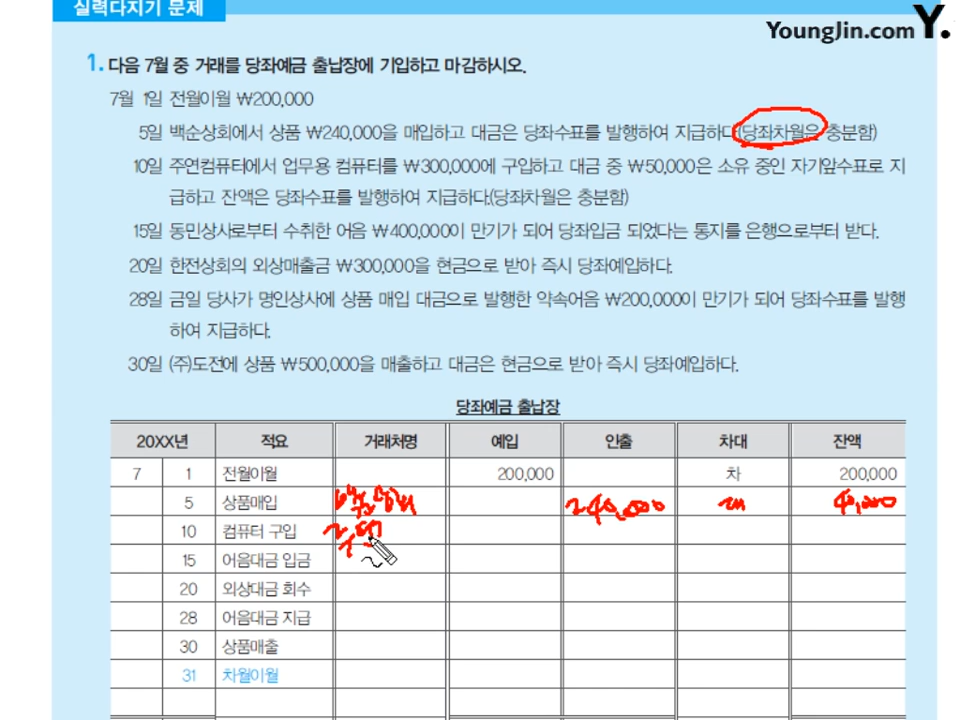 실력다지기 문제
YoungJin.com Y.
1. 다음 7월 중 거래를 당좌예금 출납장에 기입하고 마감하시오.
7월 1일 전월이월 ₩200,000
5일 백순상회에서 상품 ₩240,000을 매입하고 대금은 당좌수표를 발행하여 지급하다.(당좌차월은 충분함)
10일 주연컴퓨터에서 업무용 컴퓨터를 ₩300,000에 구입하고 대금 중 ₩50,000은 소유 중인 자기앞수표로 지
급하고 잔액은 당좌수표를 발행하여 지급하다.(당좌차월은 충분함)
15일 동민상사로부터 수취한 어음 ₩400,000이 만기가 되어 당좌입금 되었다는 통지를 은행으로부터 받다.
20일 한전상회의 외상매출금 ₩300,000을 현금으로 받아 즉시 당좌예입하다.
28일 금일 당사가 명인상사에 상품 매입 대금으로 발행한 약속어음 ₩200,000이 만기가 되어 당좌수표를 발행
하여 지급하다.
30일 (주)도전에 상품 ₩500,000을 매출하고 대금은 현금으로 받아 즉시 당좌예입하다.
당좌예금 출납장
20XX년 적요 거래처명 예입 인출 차대 잔액
7 1 전월이월 200,000 차 200,000
5 상품매입 240,000 대 40,000
10 컴퓨터 구입
15 어음대금 입금
20 외상대금 회수
28 어음대금 지급
30 상품매출
31 차월이월